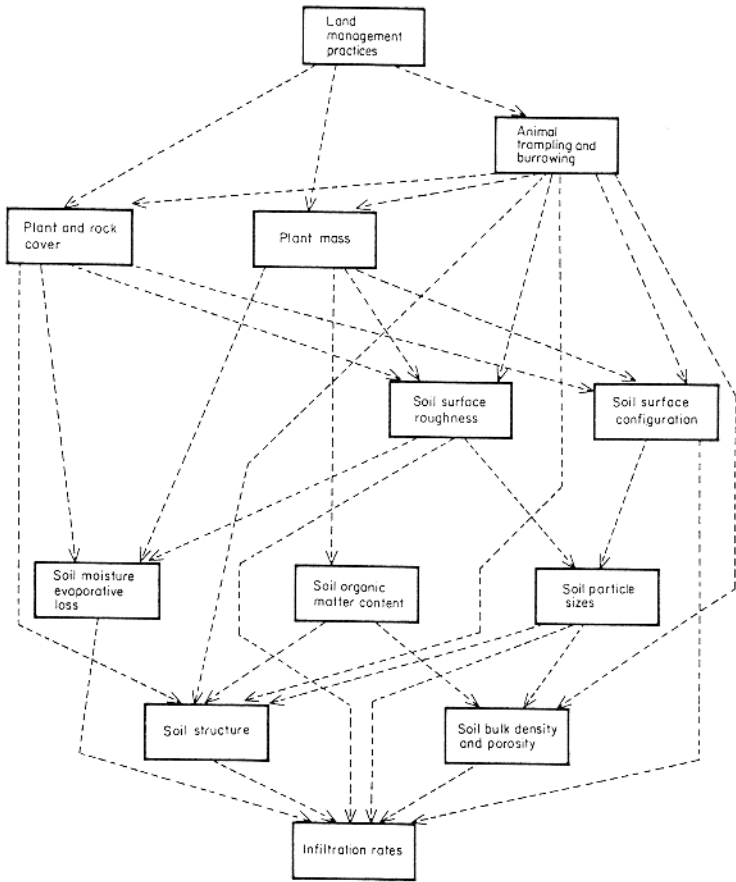 Land
management
practices
Animal
trampling and
burrowing
Plant and rock
cover
Plant mass
Soil surface
roughness
Soil surface
configuration
Soil moisture
evaporative
loss
Soil organic
matter content
Soil particle
sizes
Soil structure
Soil bulk density
and porosity
Infiltration rates